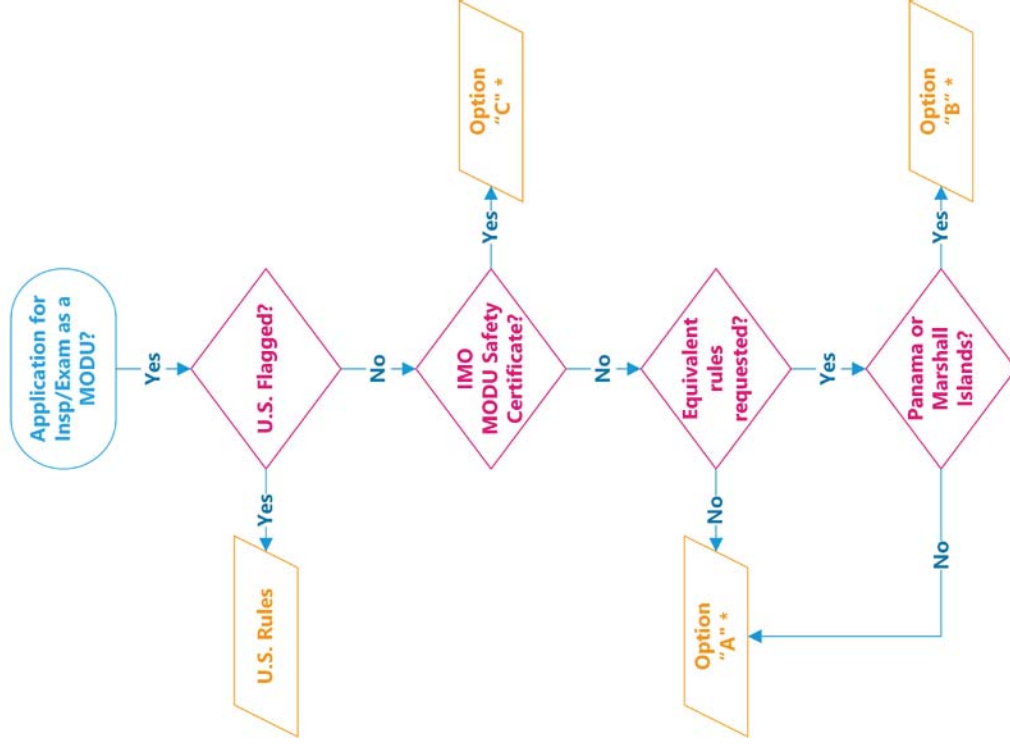 Application for
Insp/Exam as a
MODU?
Yes
U.S. Flagged?
Yes
U.S. Rules
No
IMO
MODU Safety
Certificate?
Yes
Option
“C" *
No
Equivalent
rules
requested?
No
Option
“A" *
Yes
Panama or
Marshall
Islands?
Yes
Option
“B" *
No